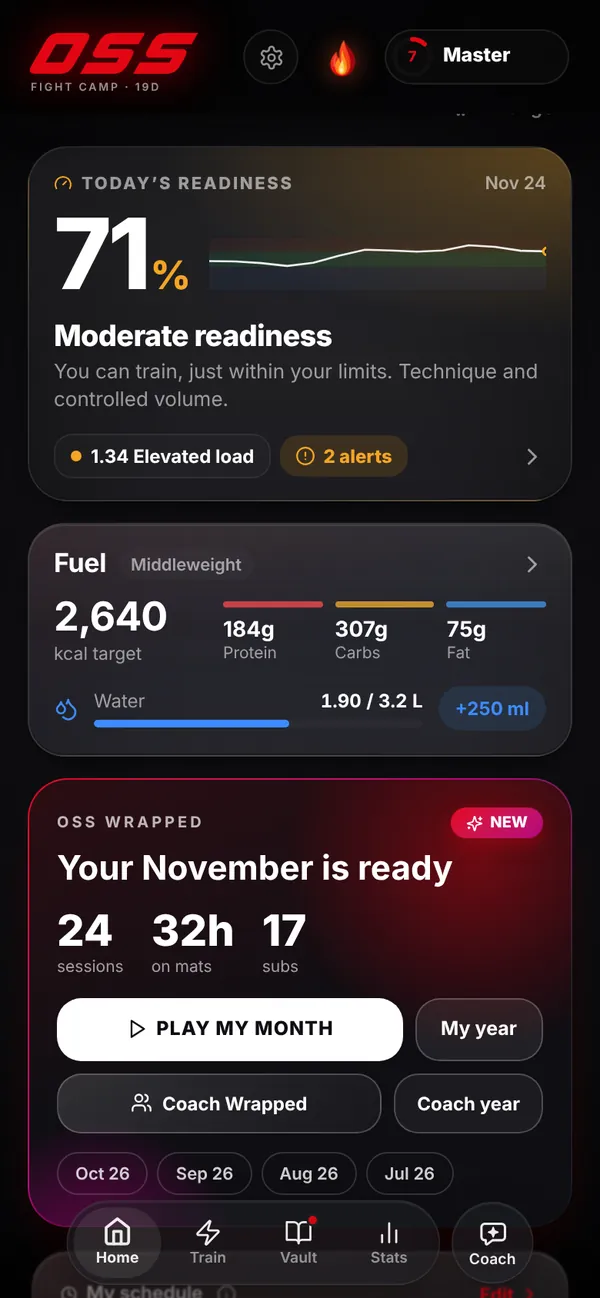 OSS
FIGHT CAMP · 19D
7 Master
TODAY'S READINESS
Nov 24
71%
Moderate readiness
You can train, just within your limits. Technique and
controlled volume.
1.34 Elevated load
2 alerts
Fuel Middleweight
2,640
kcal target
184g
Protein
307g
Carbs
75g
Fat
Water
1.90 / 3.2 L
+250 ml
OSS WRAPPED
NEW
Your November is ready
24 sessions
32h on mats
17 subs
PLAY MY MONTH
My year
Coach Wrapped
Coach year
Oct 26
Sep 26
Aug 26
Jul 26
Home
Train
Vault
Stats
Coach
My schedule
Edit